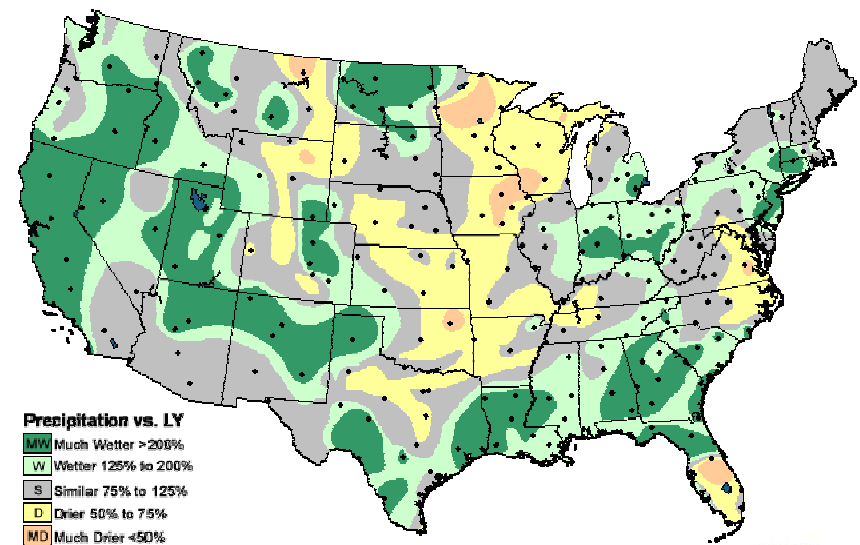 Precipitation vs. LY
MW Much Wetter >200%
W Wetter 125% to 200%
S Similar 75% to 125%
D Drier 50% to 75%
MD Much Drier <50%